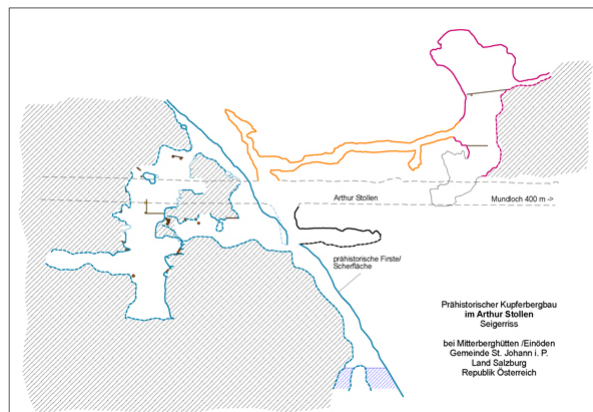 Arthur Stollen
Mundloch 400 m ->
prähistorische Firste/
Scherfläche
Prähistorischer Kupferbergbau
im Arthur Stollen
Seigerriss
bei Mitterberghütten /Einöden
Gemeinde St. Johann i. P.
Land Salzburg
Republik Österreich